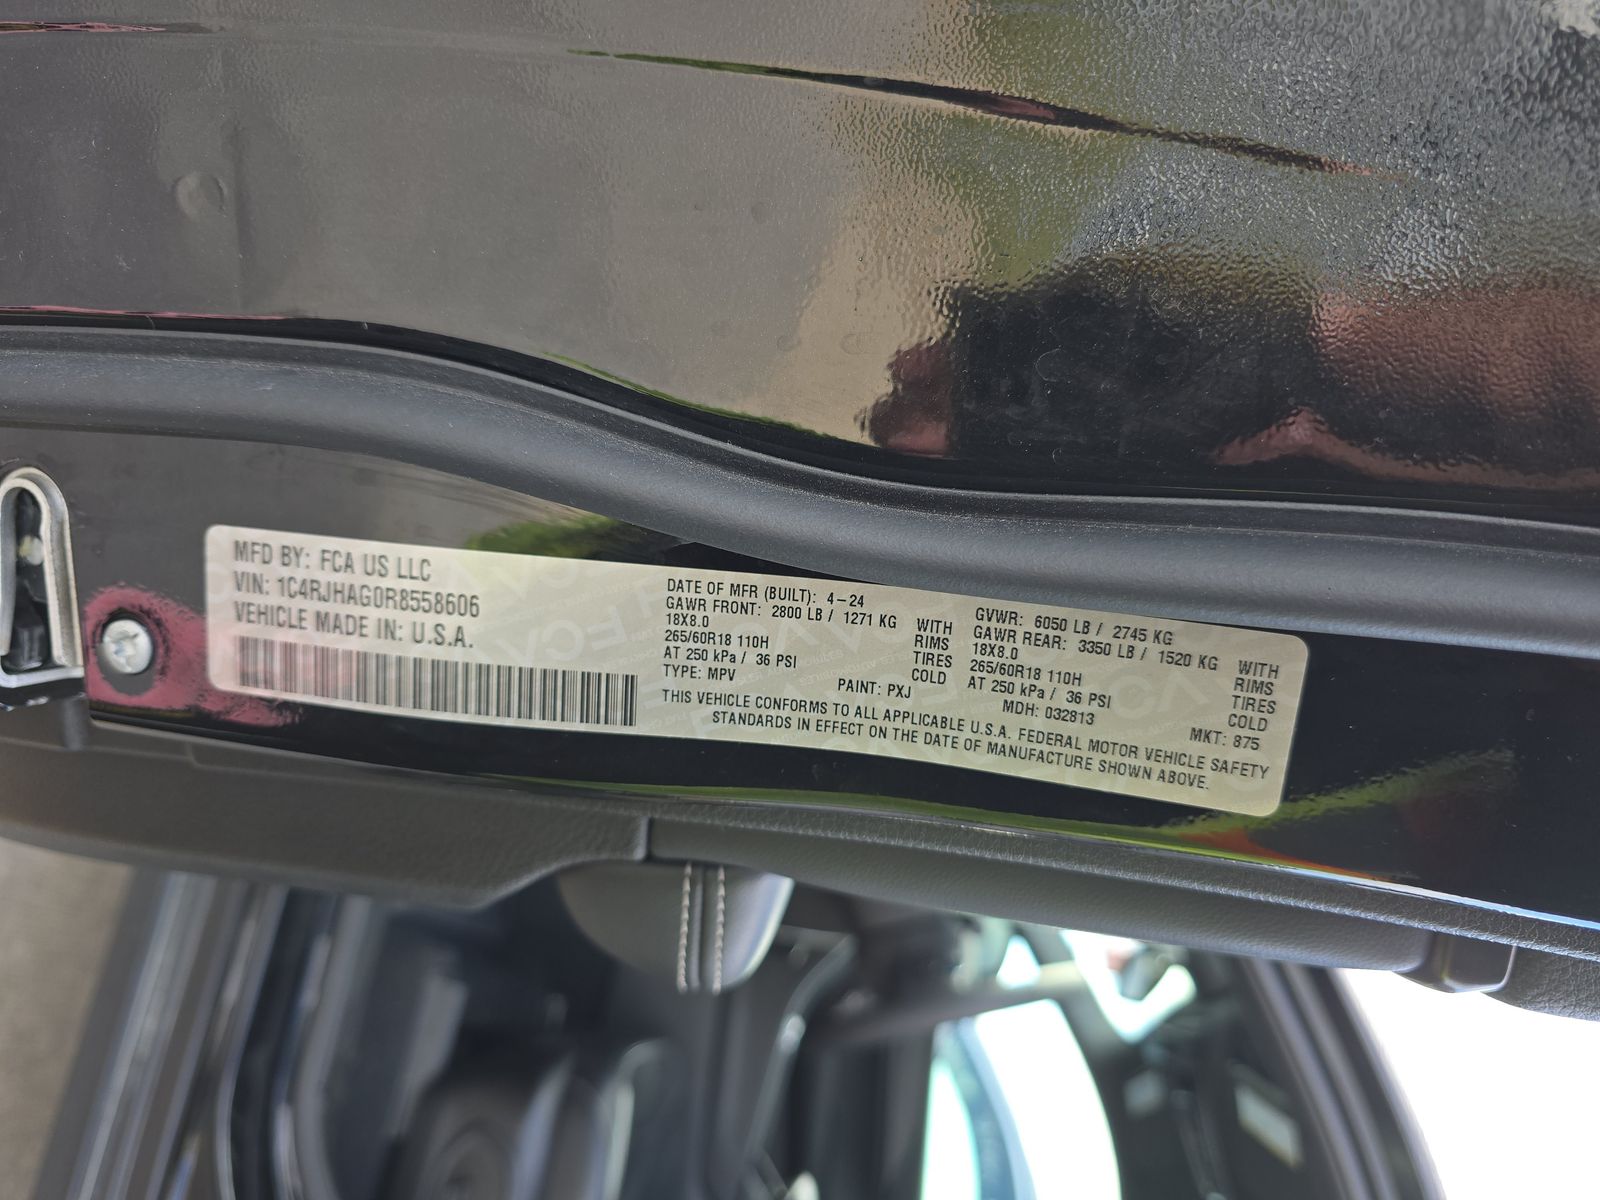 MFD BY: FCA US LLC
VIN: 1C4RJHAG0R8558606
VEHICLE MADE IN: U.S.A.
DATE OF MFR (BUILT): 4-24
GAWR FRONT: 2800 LB / 1271 KG WITH
18X8.0 RIMS
265/60R18 110H TIRES
AT 250 kPa / 36 PSI COLD
TYPE: MPV PAINT: PXJ
GVWR: 6050 LB / 2745 KG
GAWR REAR: 3350 LB / 1520 KG WITH
18X8.0 RIMS
265/60R18 110H TIRES
AT 250 kPa / 36 PSI COLD
MDH: 032813 MKT: 875
THIS VEHICLE CONFORMS TO ALL APPLICABLE U.S.A. FEDERAL MOTOR VEHICLE SAFETY
STANDARDS IN EFFECT ON THE DATE OF MANUFACTURE SHOWN ABOVE.